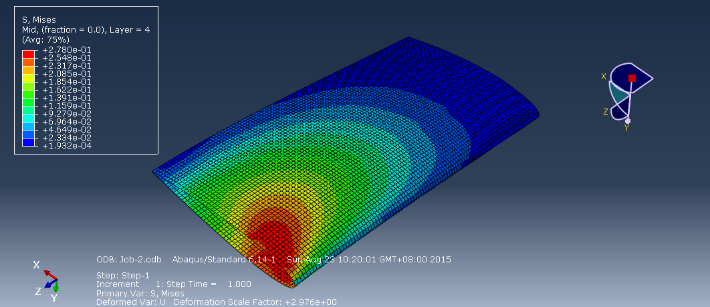 S, Mises
Mid, (fraction = 0.0), Layer = 4
(Avg: 75%)
+2.780e-01
+2.548e-01
+2.317e-01
+2.085e-01
+1.854e-01
+1.622e-01
+1.391e-01
+1.159e-01
+9.279e-02
+6.964e-02
+4.649e-02
+2.334e-02
+1.932e-04
X
Z
Y
ODB: Job-2.odb Abaqus/Standard 6.14-1 Sun Aug 23 10:20:01 GMT+08:00 2015
X
Z
Y
Step: Step-1
Increment 1: Step Time = 1.000
Primary Var: S, Mises
Deformed Var: U Deformation Scale Factor: +2.976e+00